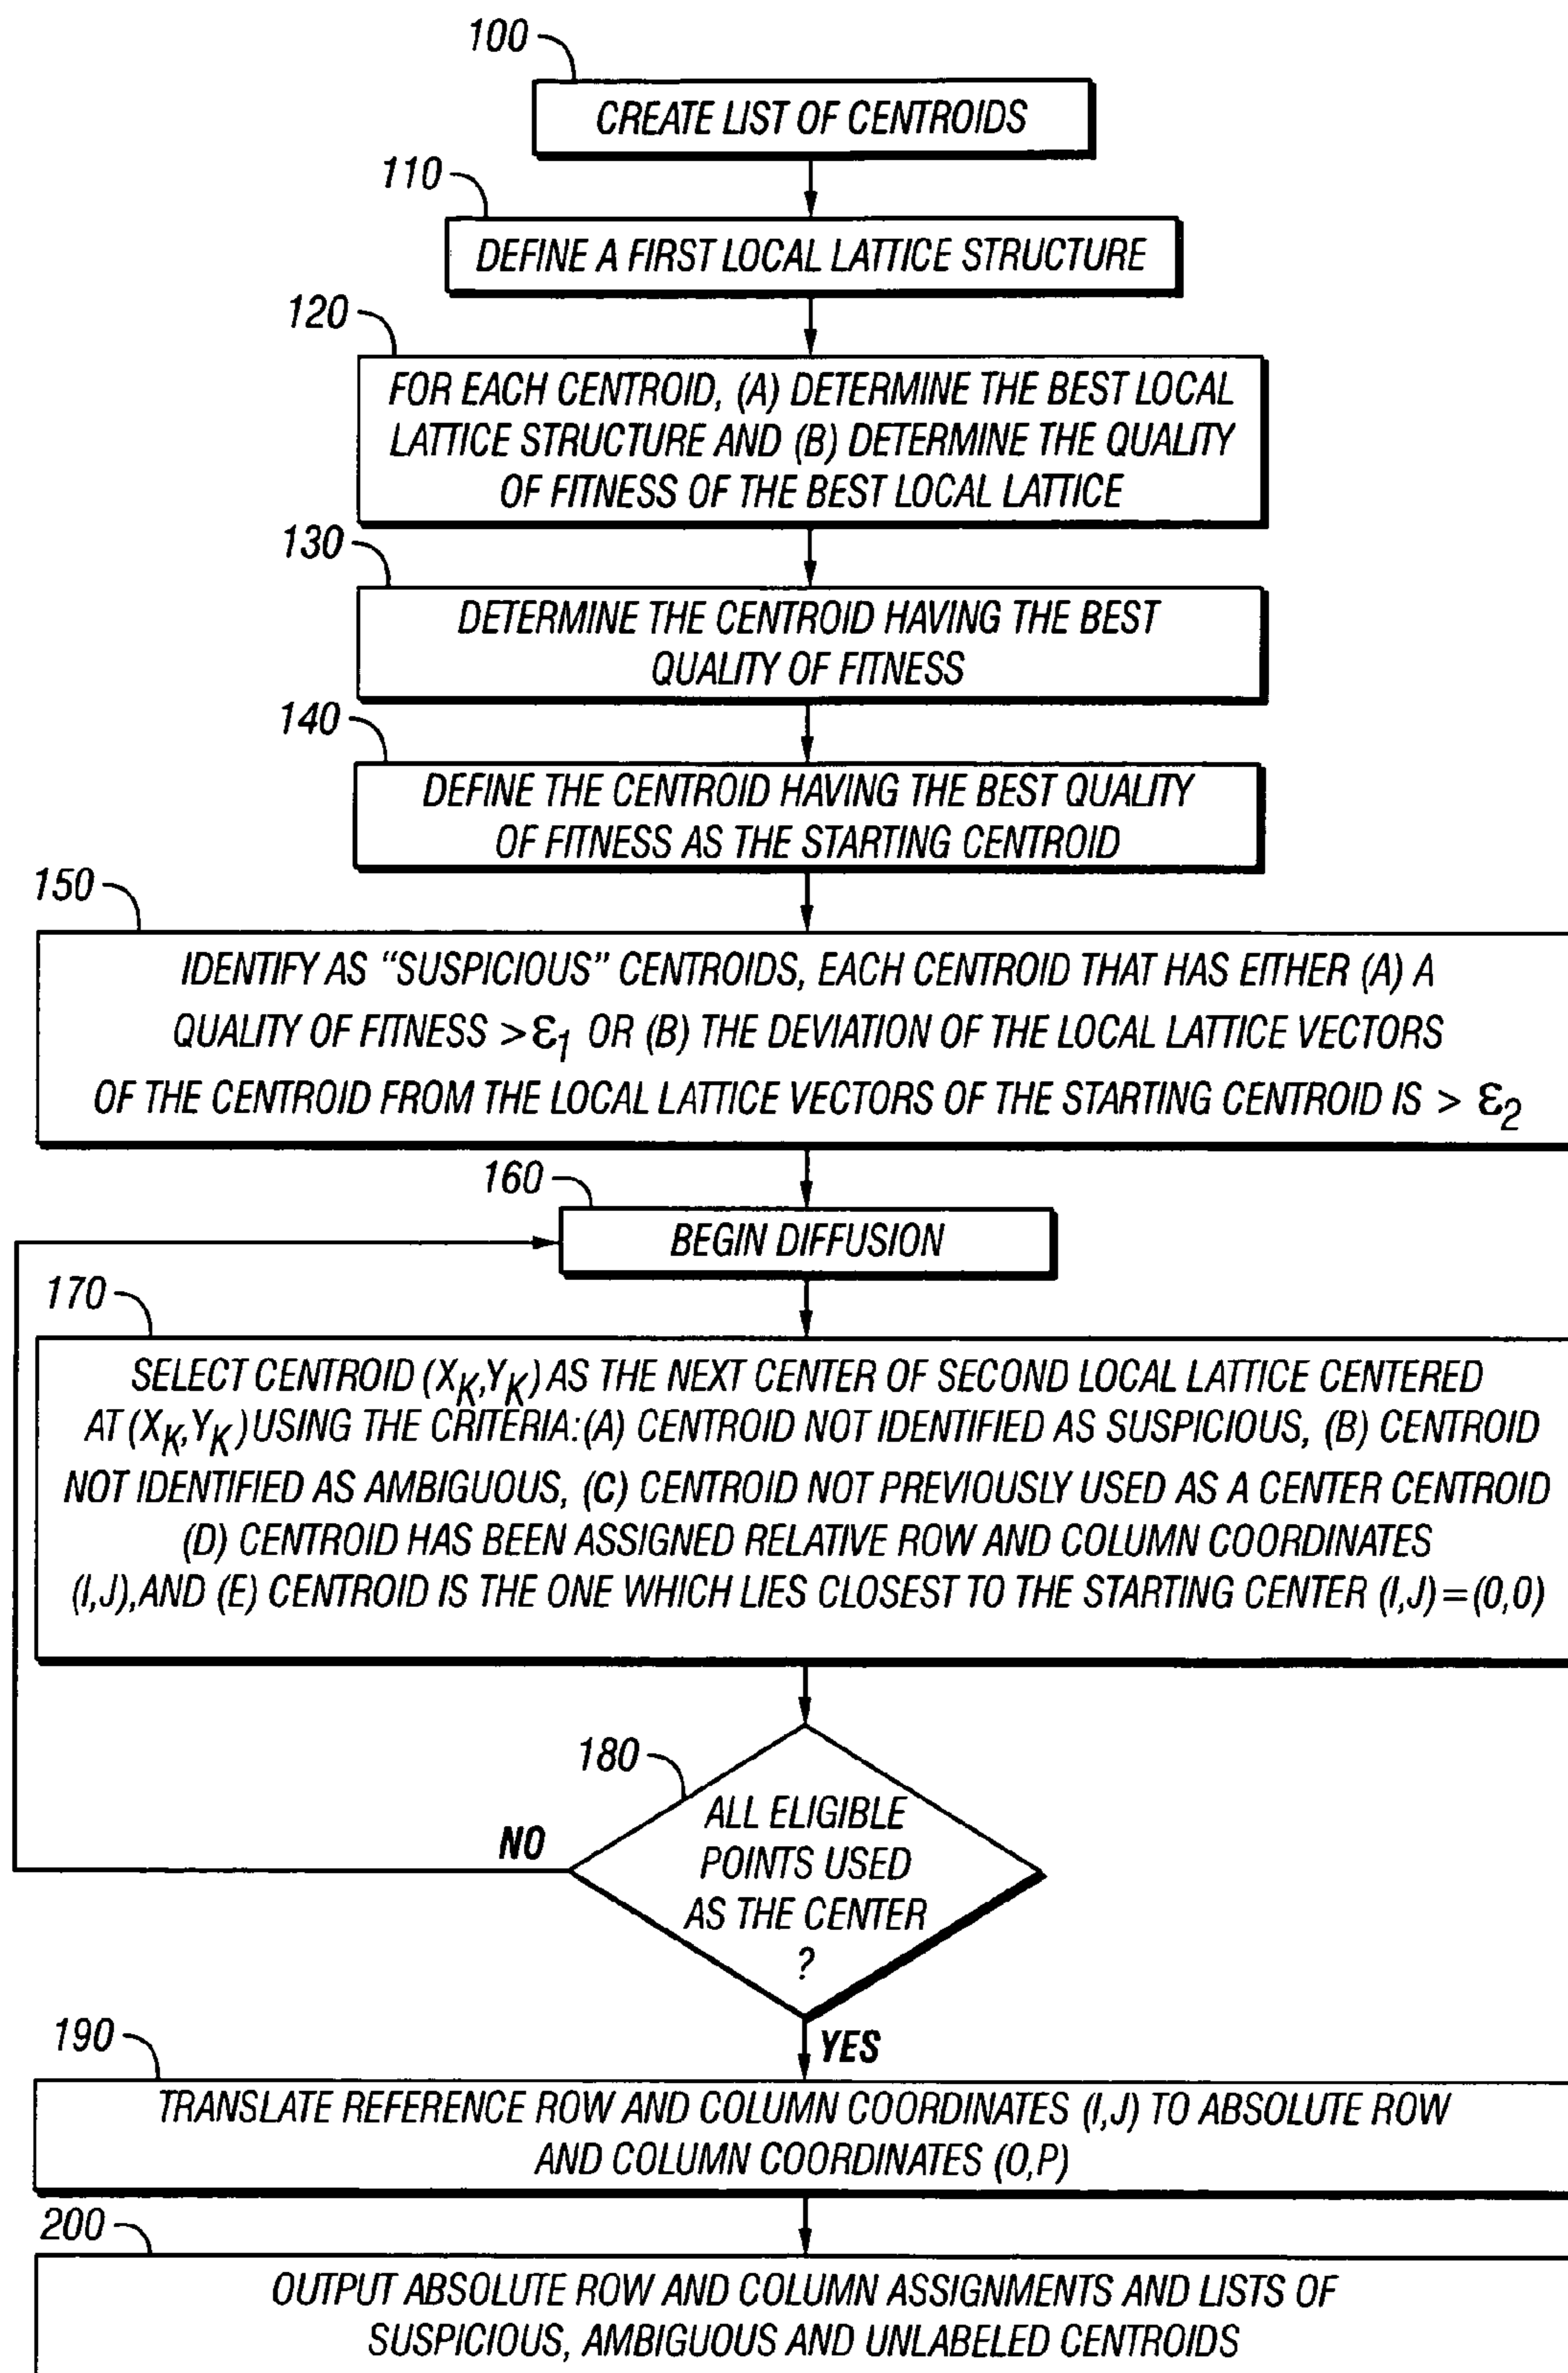 100
CREATE LIST OF CENTROIDS
110
DEFINE A FIRST LOCAL LATTICE STRUCTURE
120
FOR EACH CENTROID, (A) DETERMINE THE BEST LOCAL
LATTICE STRUCTURE AND (B) DETERMINE THE QUALITY
OF FITNESS OF THE BEST LOCAL LATTICE
130
DETERMINE THE CENTROID HAVING THE BEST
QUALITY OF FITNESS
140
DEFINE THE CENTROID HAVING THE BEST QUALITY
OF FITNESS AS THE STARTING CENTROID
150
IDENTIFY AS “SUSPICIOUS” CENTROIDS, EACH CENTROID THAT HAS EITHER (A) A
QUALITY OF FITNESS >ε₁ OR (B) THE DEVIATION OF THE LOCAL LATTICE VECTORS
OF THE CENTROID FROM THE LOCAL LATTICE VECTORS OF THE STARTING CENTROID IS > ε₂
160
BEGIN DIFFUSION
170
SELECT CENTROID (X_K,Y_K) AS THE NEXT CENTER OF SECOND LOCAL LATTICE CENTERED
AT (X_K,Y_K) USING THE CRITERIA: (A) CENTROID NOT IDENTIFIED AS SUSPICIOUS, (B) CENTROID
NOT IDENTIFIED AS AMBIGUOUS, (C) CENTROID NOT PREVIOUSLY USED AS A CENTER CENTROID
(D) CENTROID HAS BEEN ASSIGNED RELATIVE ROW AND COLUMN COORDINATES
(I,J), AND (E) CENTROID IS THE ONE WHICH LIES CLOSEST TO THE STARTING CENTER (I,J)=(0,0)
180
ALL ELIGIBLE
POINTS USED
AS THE CENTER
?
NO
YES
190
TRANSLATE REFERENCE ROW AND COLUMN COORDINATES (I,J) TO ABSOLUTE ROW
AND COLUMN COORDINATES (O,P)
200
OUTPUT ABSOLUTE ROW AND COLUMN ASSIGNMENTS AND LISTS OF
SUSPICIOUS, AMBIGUOUS AND UNLABELED CENTROIDS